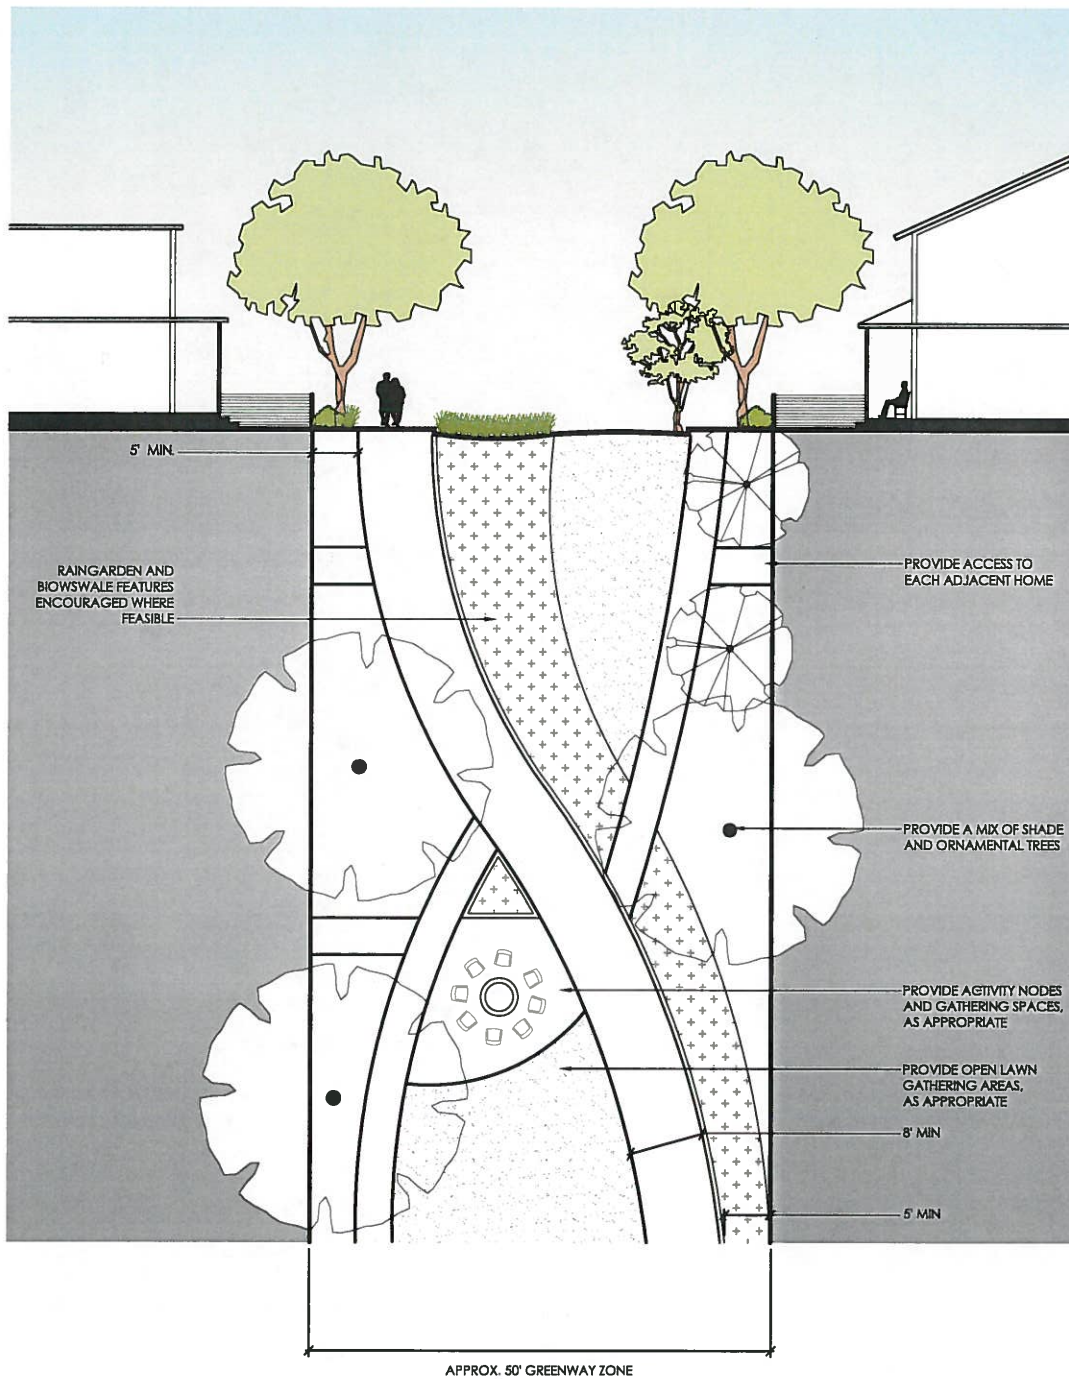 5' MIN.
RAINGARDEN AND
BIOWSWALE FEATURES
ENCOURAGED WHERE
FEASIBLE
PROVIDE ACCESS TO
EACH ADJACENT HOME
PROVIDE A MIX OF SHADE
AND ORNAMENTAL TREES
PROVIDE ACTIVITY NODES
AND GATHERING SPACES,
AS APPROPRIATE
PROVIDE OPEN LAWN
GATHERING AREAS,
AS APPROPRIATE
8' MIN
5' MIN
APPROX. 50' GREENWAY ZONE